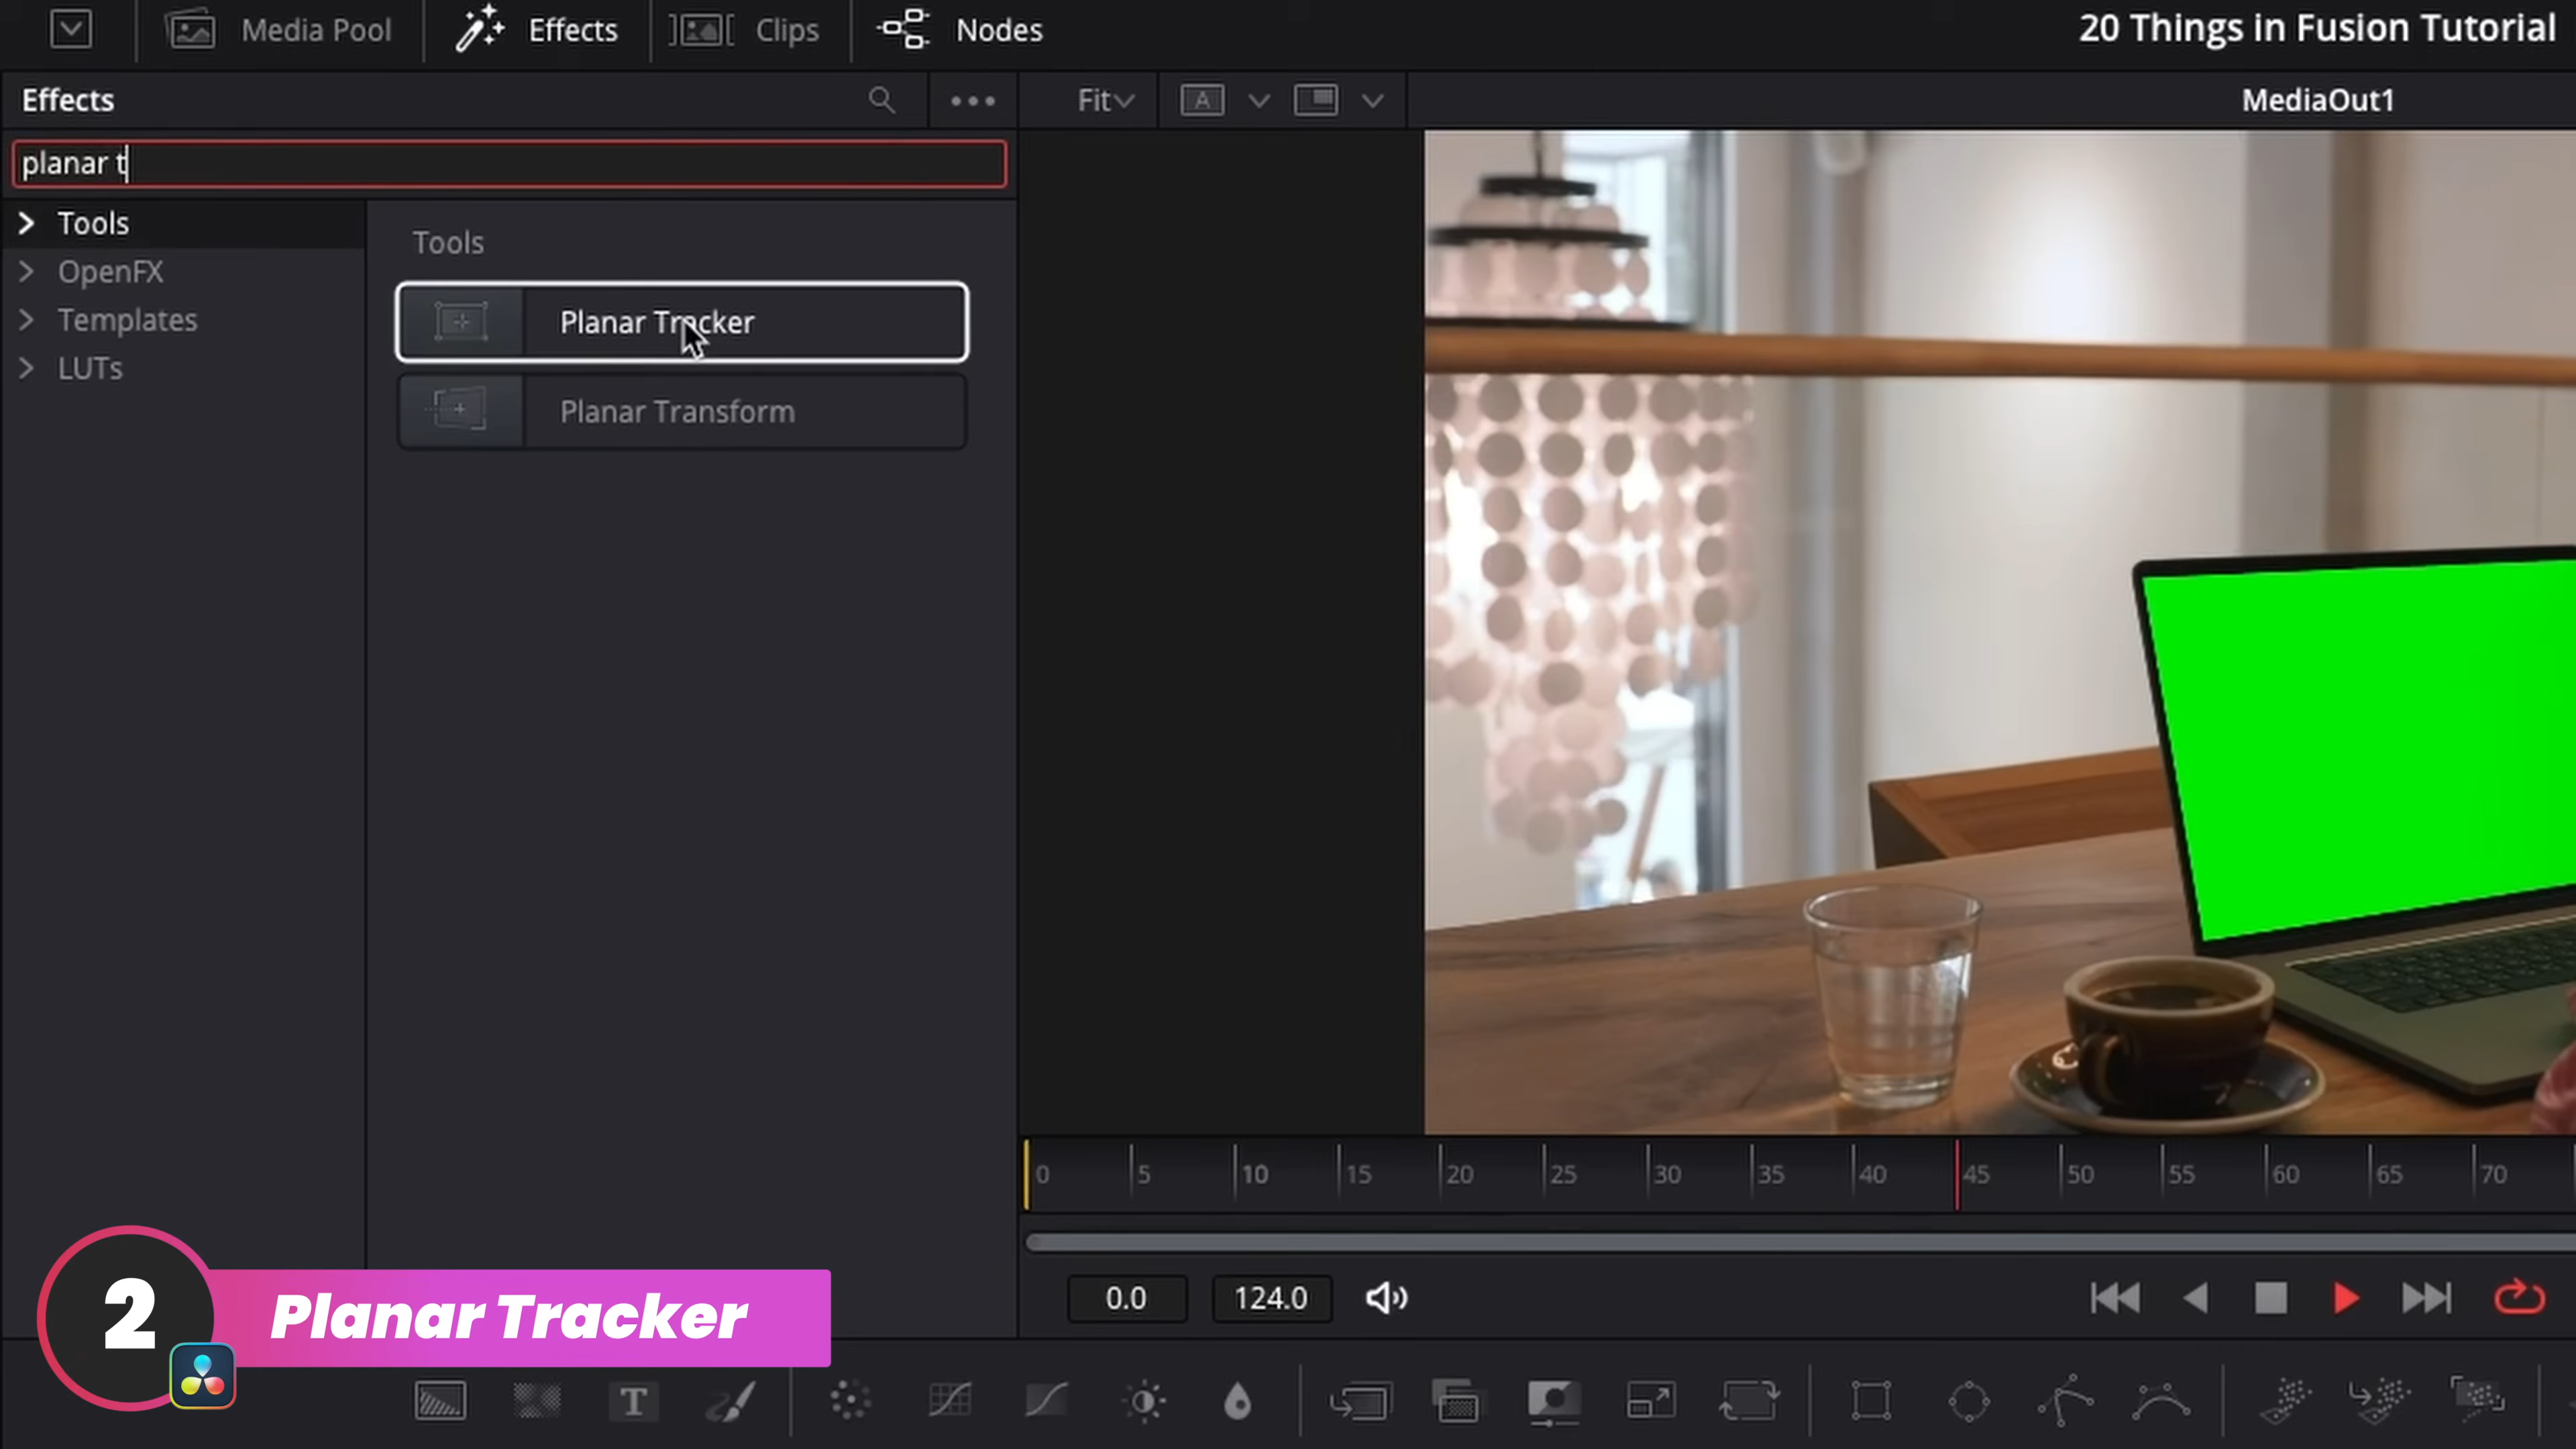 Media Pool
Effects
Clips
Nodes
20 Things in Fusion Tutorial
Effects
Fit
A
MediaOut1
planar t
Tools
OpenFX
Templates
LUTs
Tools
Planar Tracker
Planar Transform
0 5 10 15 20 25 30 35 40 45 50 55 60 65 70
0.0
124.0
2
Planar Tracker
T